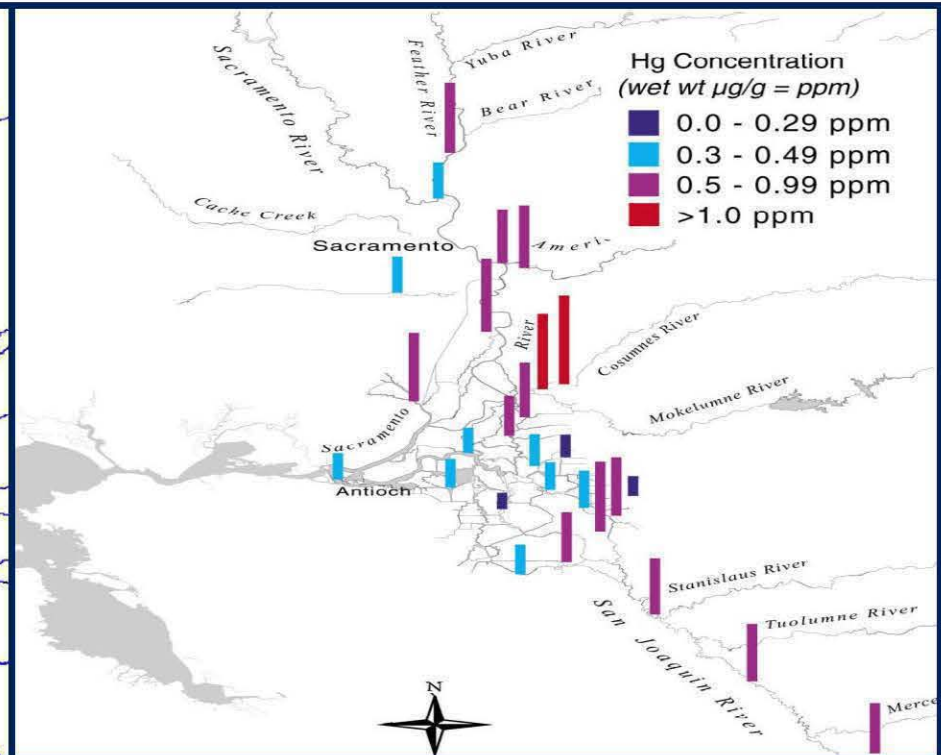 Sacramento River
Feather River
Yuba River
Bear River
Hg Concentration
(wet wt µg/g = ppm)
0.0 - 0.29 ppm
0.3 - 0.49 ppm
0.5 - 0.99 ppm
>1.0 ppm
Cache Creek
Sacramento
Ameri
River
Cosumnes River
Mokelumne River
Sacramento
Antioch
Stanislaus River
Tuolumne River
San Joaquin River
Merce
N